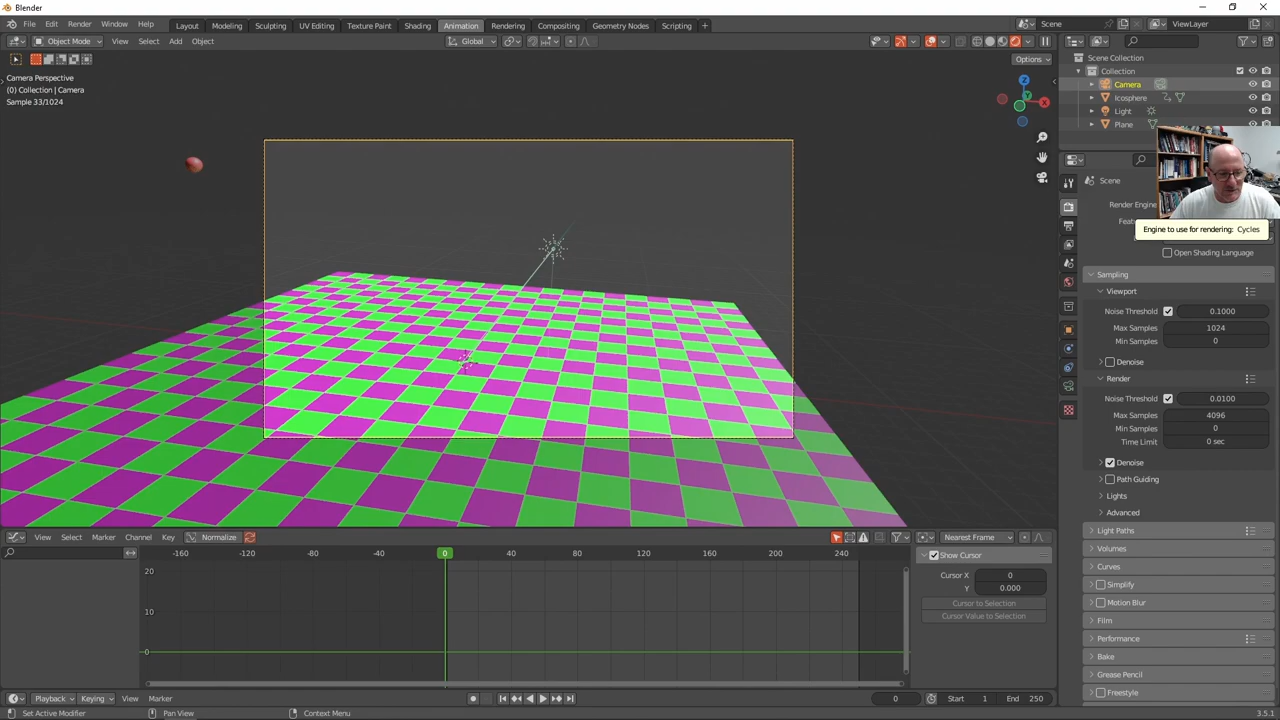 Blender
File Edit Render Window Help Layout Modeling Sculpting UV Editing Texture Paint Shading Animation Rendering Compositing Geometry Nodes Scripting + Scene ViewLayer
Object Mode View Select Add Object Global
Options
Camera Perspective
(0) Collection | Camera
Sample 33/1024
Z
Y
X
Scene Collection
Collection
Camera
Icosphere
Light
Plane
Scene
Render Engine
Engine to use for rendering: Cycles
Open Shading Language
Sampling
Viewport
Noise Threshold 0.1000
Max Samples 1024
Min Samples 0
Denoise
Render
Noise Threshold 0.0100
Max Samples 4096
Min Samples 0
Time Limit 0 sec
Denoise
Path Guiding
Lights
Advanced
Light Paths
Volumes
Curves
Simplify
Motion Blur
Film
Performance
Bake
Grease Pencil
Freestyle
View Select Marker Channel Key Normalize Nearest Frame
-160 -120 -80 -40 0 40 80 120 160 200 240
20
10
0
Show Cursor
Cursor X 0
Y 0.000
Cursor to Selection
Cursor Value to Selection
Playback Keying View Marker 0 Start 1 End 250
Set Active Modifier Pan View Context Menu 3.5.1